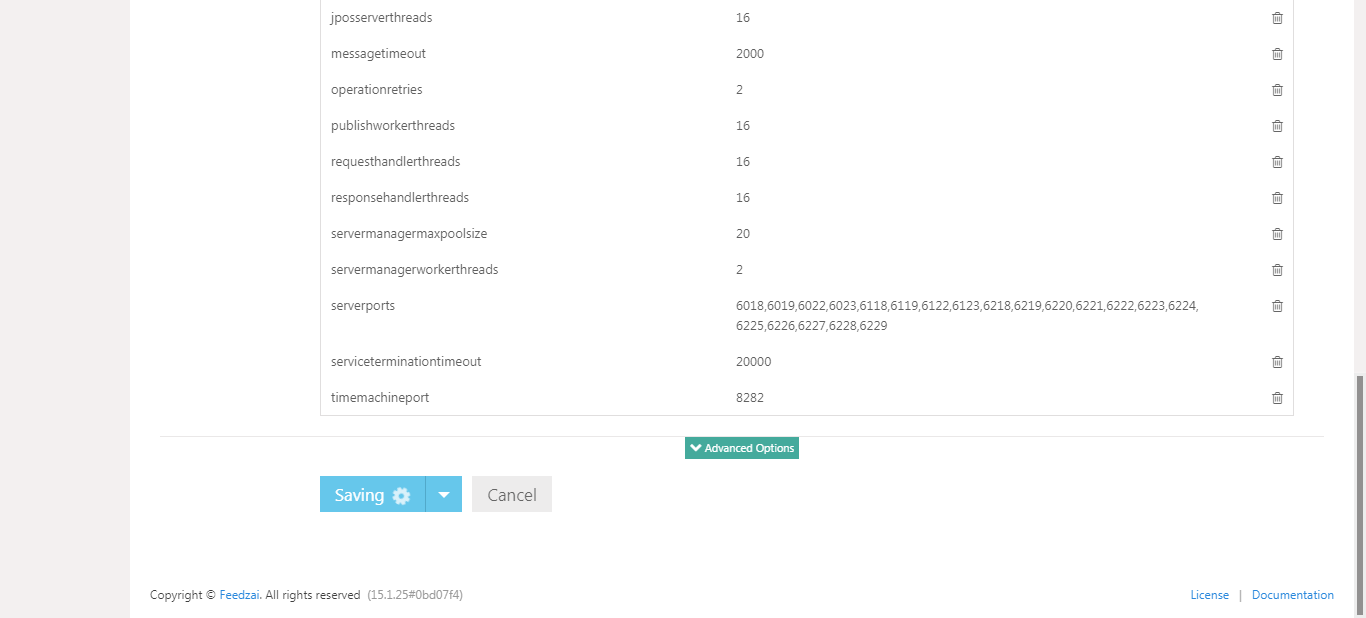 jposserverthreads 16
messagetimeout 2000
operationretries 2
publishworkerthreads 16
requesthandlerthreads 16
responsehandlerthreads 16
servermanagermaxpoolsize 20
servermanagerworkerthreads 2
serverports 6018,6019,6022,6023,6118,6119,6122,6123,6218,6219,6220,6221,6222,6223,6224,
6225,6226,6227,6228,6229
serviceterminationtimeout 20000
timemachineport 8282
Advanced Options
Saving Cancel
Copyright © Feedzai. All rights reserved (15.1.25#0bd07f4) License | Documentation